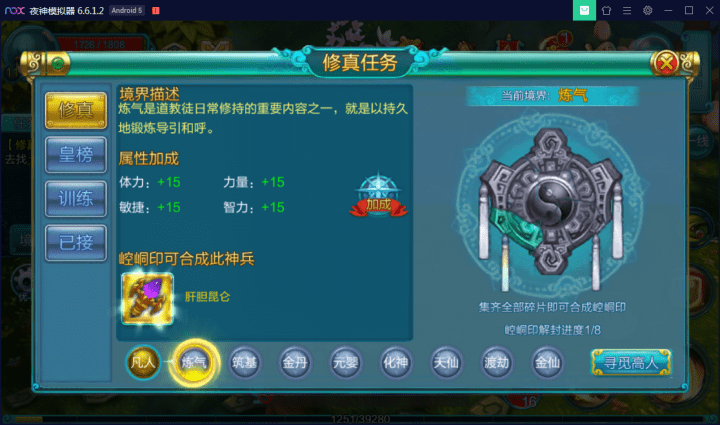 nox 夜神模拟器 6.6.1.2 Android 5
修真任务
修真
皇榜
训练
已接
境界描述
炼气是道教徒日常修持的重要内容之一，就是以持久
地锻炼导引和呼。
属性加成
体力：+15 力量：+15
敏捷：+15 智力：+15
加成
崆峒印可合成此神兵
肝胆昆仑
当前境界：炼气
集齐全部碎片即可合成崆峒印
崆峒印解封进度1/8
凡人 炼气 筑基 金丹 元婴 化神 天仙 渡劫 金仙
寻觅高人
16
1251/39280